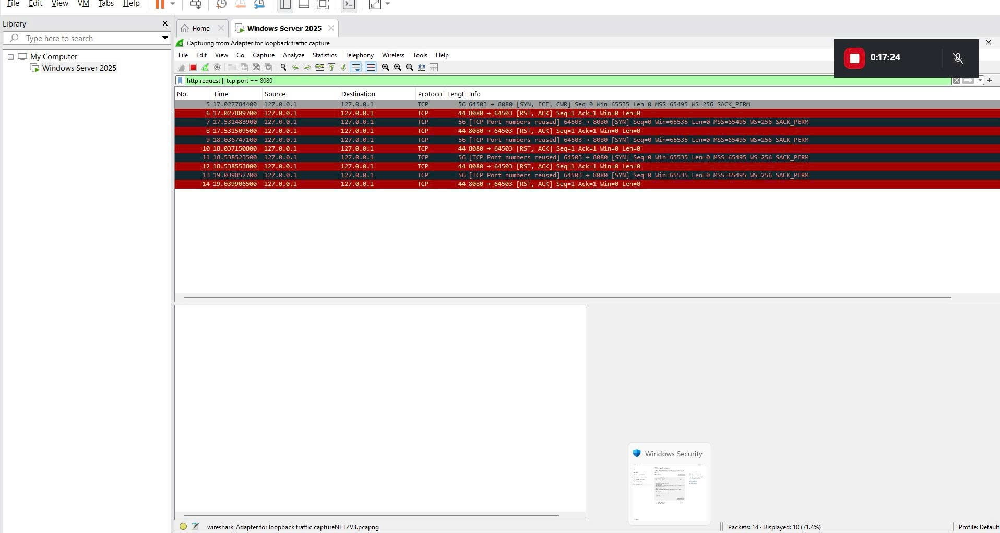 File Edit View VM Tabs Help
Library
Type here to search
My Computer
Windows Server 2025
Home
Windows Server 2025
Capturing from Adapter for loopback traffic capture
File Edit View Go Capture Analyze Statistics Telephony Wireless Tools Help
0:17:24
http.request || tcp.port == 8080
No. Time Source Destination Protocol Lengtl Info
5 17.027784400 127.0.0.1 127.0.0.1 TCP 56 64503 → 8080 [SYN, ECE, CWR] Seq=0 Win=65535 Len=0 MSS=65495 WS=256 SACK_PERM
6 17.027809700 127.0.0.1 127.0.0.1 TCP 44 8080 → 64503 [RST, ACK] Seq=1 Ack=1 Win=0 Len=0
7 17.531483900 127.0.0.1 127.0.0.1 TCP 56 [TCP Port numbers reused] 64503 → 8080 [SYN] Seq=0 Win=65535 Len=0 MSS=65495 WS=256 SACK_PERM
8 17.531509500 127.0.0.1 127.0.0.1 TCP 44 8080 → 64503 [RST, ACK] Seq=1 Ack=1 Win=0 Len=0
9 18.036747100 127.0.0.1 127.0.0.1 TCP 56 [TCP Port numbers reused] 64503 → 8080 [SYN] Seq=0 Win=65535 Len=0 MSS=65495 WS=256 SACK_PERM
10 18.037150800 127.0.0.1 127.0.0.1 TCP 44 8080 → 64503 [RST, ACK] Seq=1 Ack=1 Win=0 Len=0
11 18.538523500 127.0.0.1 127.0.0.1 TCP 56 [TCP Port numbers reused] 64503 → 8080 [SYN] Seq=0 Win=65535 Len=0 MSS=65495 WS=256 SACK_PERM
12 18.538553800 127.0.0.1 127.0.0.1 TCP 44 8080 → 64503 [RST, ACK] Seq=1 Ack=1 Win=0 Len=0
13 19.039857700 127.0.0.1 127.0.0.1 TCP 56 [TCP Port numbers reused] 64503 → 8080 [SYN] Seq=0 Win=65535 Len=0 MSS=65495 WS=256 SACK_PERM
14 19.039906500 127.0.0.1 127.0.0.1 TCP 44 8080 → 64503 [RST, ACK] Seq=1 Ack=1 Win=0 Len=0
Windows Security
wireshark_Adapter for loopback traffic captureNFTZV3.pcapng
Packets: 14 · Displayed: 10 (71.4%)
Profile: Default